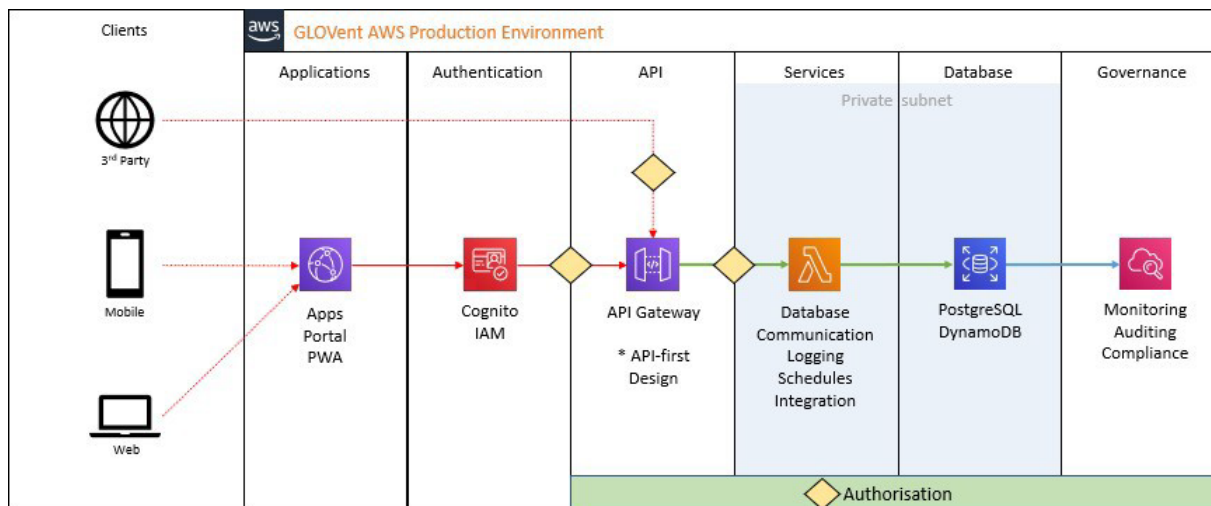 Clients
aws
GLOVent AWS Production Environment
Applications
Authentication
API
Services
Database
Governance
Private subnet
3rd Party
Mobile
Web
Apps
Portal
PWA
Cognito
IAM
API Gateway
* API-first
Design
Database
Communication
Logging
Schedules
Integration
PostgreSQL
DynamoDB
Monitoring
Auditing
Compliance
Authorisation